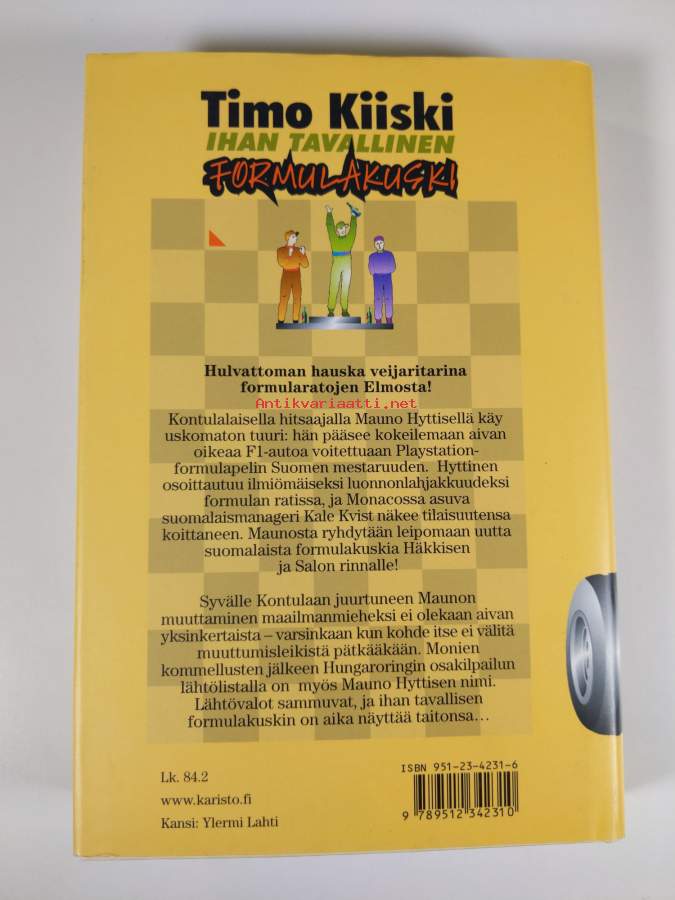 Timo Kiiski
IHAN TAVALLINEN
FORMULAKUSKI
Hulvattoman hauska veijaritarina
formularatojen Elmosta!
Antikvariaatti.net
Kontulalaisella hitsaajalla Mauno Hyttisellä käy
uskomaton tuuri: hän pääsee kokeilemaan aivan
oikeaa F1-autoa voitettuaan Playstation-
formulapelin Suomen mestaruuden. Hyttinen
osoittautuu ilmiömäiseksi luonnonlahjakkuudeksi
formulan ratissa, ja Monacossa asuva
suomalaismanageri Kale Kvist näkee tilaisuutensa
koittaneen. Maunosta ryhdytään leipomaan uutta
suomalaista formulakuskia Häkkisen
ja Salon rinnalle!
Syvälle Kontulaan juurtuneen Maunon
muuttaminen maailmanmieheksi ei olekaan aivan
yksinkertaista – varsinkaan kun kohde itse ei välitä
muuttumisleikistä pätkääkään. Monien
kommellusten jälkeen Hungaroringin osakilpailun
lähtölistalla on myös Mauno Hyttisen nimi.
Lähtövalot sammuvat, ja ihan tavallisen
formulakuskin on aika näyttää taitonsa…
Lk. 84.2
www.karisto.fi
Kansi: Ylermi Lahti
ISBN 951-23-4231-6
9 789512 342310